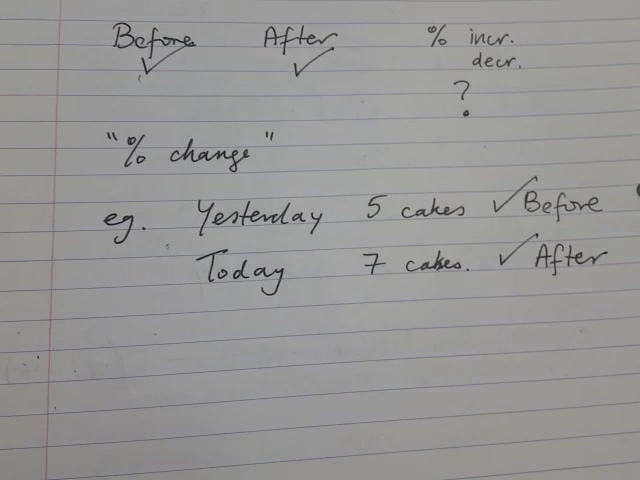 Before After % incr.
decr.
?
"% change"
eg. Yesterday 5 cakes ✓ Before
Today 7 cakes. ✓ After